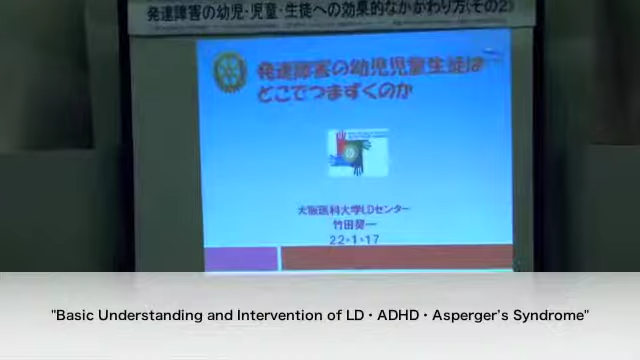 発達障害の幼児・児童・生徒への効果的なかかわり方(その2)
発達障害の幼児児童生徒は
どこでつまずくのか
大阪医科大学LDセンター
竹田契一
22・1・17
"Basic Understanding and Intervention of LD・ADHD・Asperger's Syndrome"